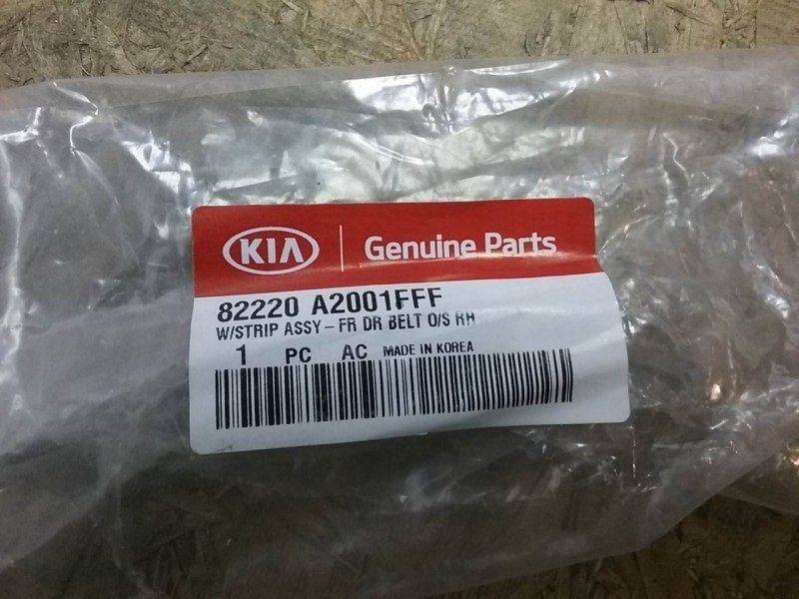 KIA Genuine Parts
82220 A2001FFF
W/STRIP ASSY-FR DR BELT O/S RH
1 PC AC MADE IN KOREA